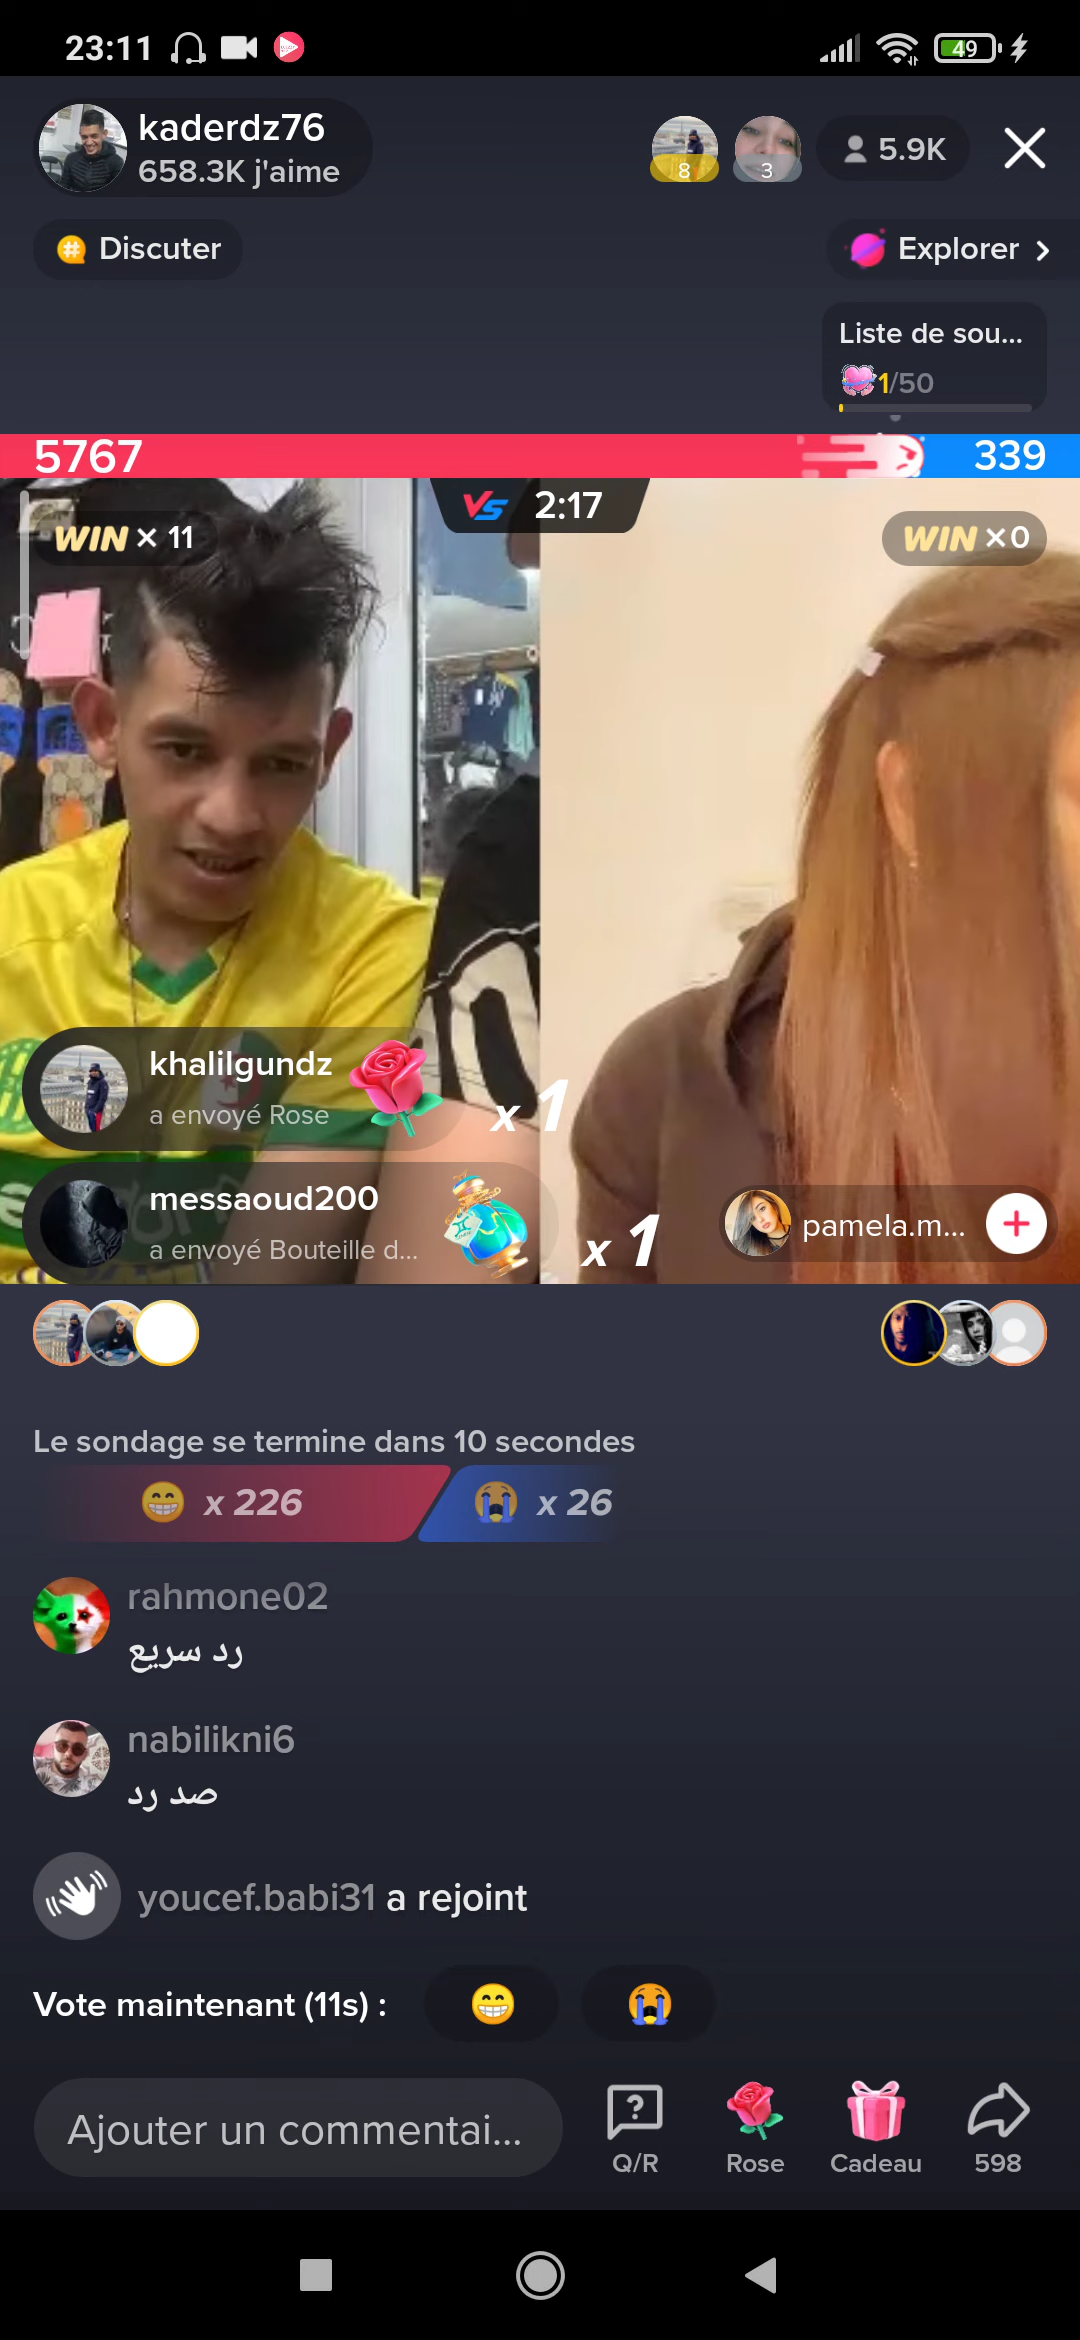 23:11
49
kaderdz76
658.3K j'aime
8
3
5.9K
Discuter
Explorer
Liste de sou...
1/50
5767
339
VS 2:17
WIN × 11
WIN ×0
khalilgundz
a envoyé Rose
x 1
messaoud200
a envoyé Bouteille d...
x 1
pamela.m...
Le sondage se termine dans 10 secondes
x 226
x 26
rahmone02
رد سريع
nabilikni6
صد رد
youcef.babi31 a rejoint
Vote maintenant (11s) :
Ajouter un commentai...
Q/R
Rose
Cadeau
598